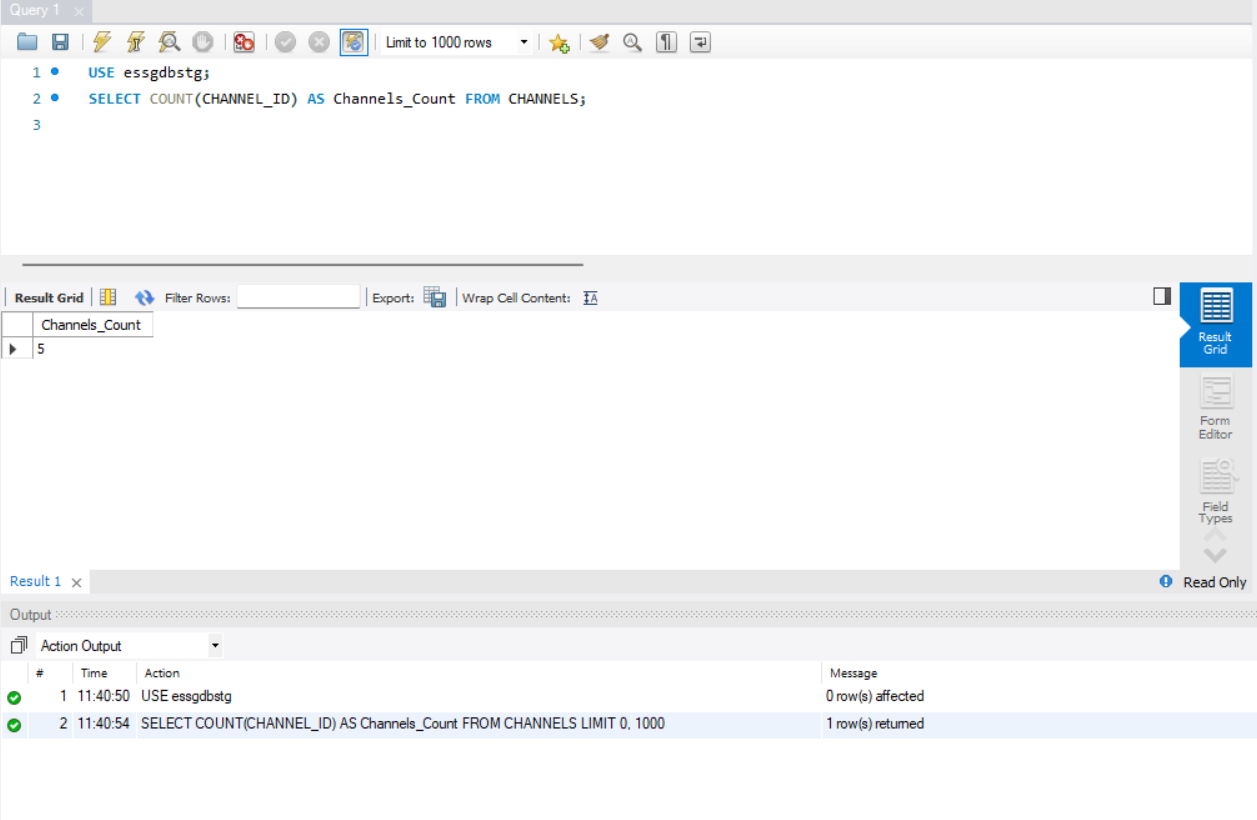 Query 1
Limit to 1000 rows
1 USE essgdbstg;
2 SELECT COUNT(CHANNEL_ID) AS Channels_Count FROM CHANNELS;
3
Result Grid Filter Rows: Export: Wrap Cell Content:
Channels_Count
5
Result
Grid
Form
Editor
Field
Types
Result 1 Read Only
Output
Action Output
# Time Action Message
1 11:40:50 USE essgdbstg 0 row(s) affected
2 11:40:54 SELECT COUNT(CHANNEL_ID) AS Channels_Count FROM CHANNELS LIMIT 0, 1000 1 row(s) returned